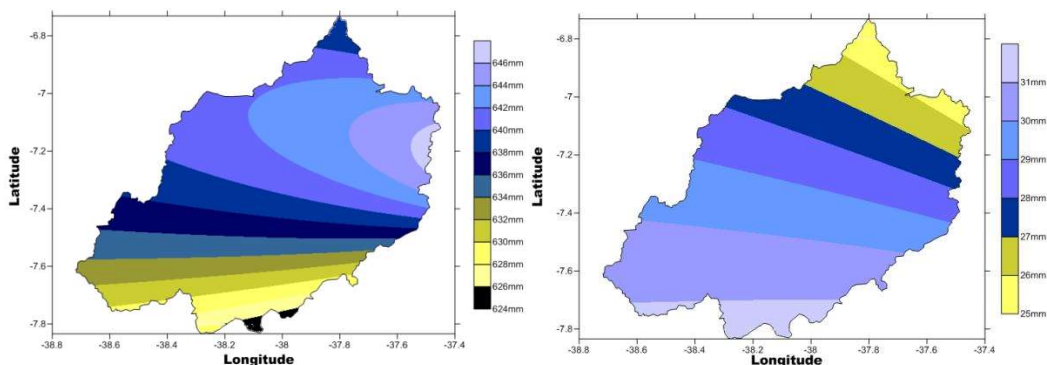 -6.8
-7
-7.2
-7.4
-7.6
-7.8
Latitude
-38.8
-38.6
-38.4
-38.2
-38
-37.8
-37.6
-37.4
Longitude
646mm
644mm
642mm
640mm
638mm
636mm
634mm
632mm
630mm
628mm
626mm
624mm
-6.8
-7
-7.2
-7.4
-7.6
-7.8
Latitude
-38.8
-38.6
-38.4
-38.2
-38
-37.8
-37.6
-37.4
Longitude
31mm
30mm
29mm
28mm
27mm
26mm
25mm